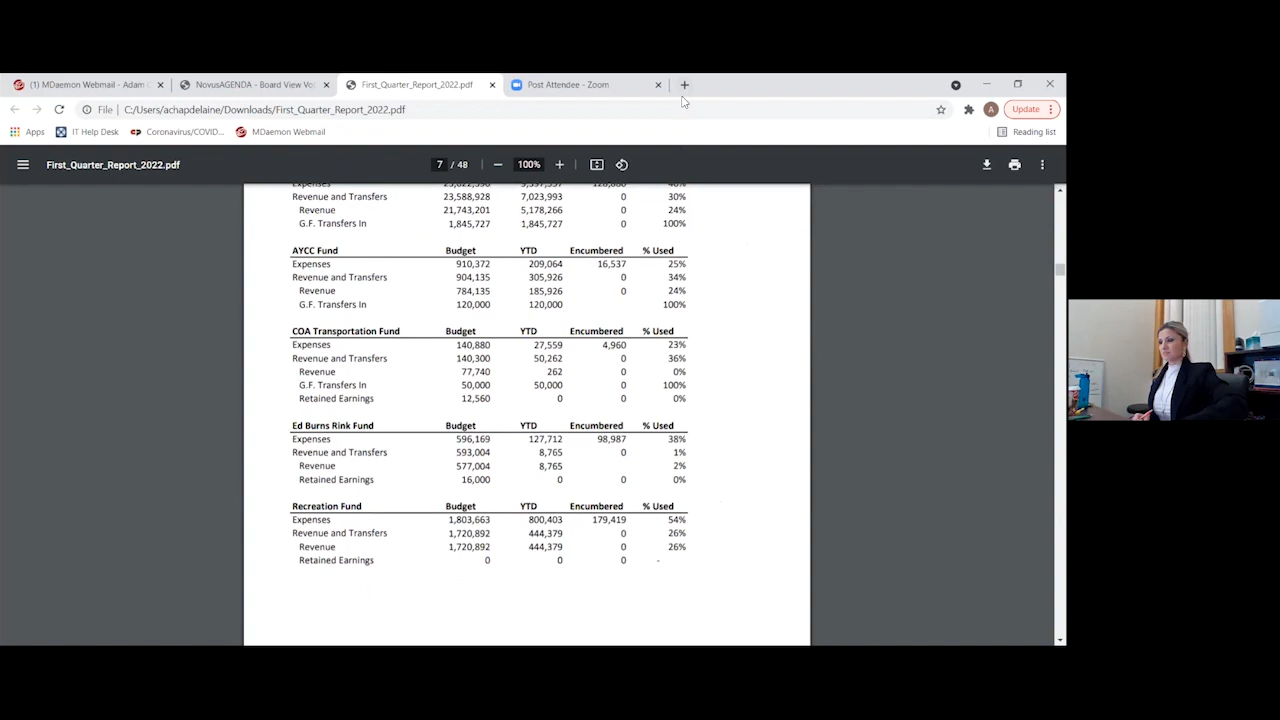 (1) MDaemon Webmail - Adam
NovusAGENDA - Board View Vo
First_Quarter_Report_2022.pdf
Post Attendee - Zoom
File C:/Users/achapdelaine/Downloads/First_Quarter_Report_2022.pdf
A Update
Apps IT Help Desk Coronavirus/COVID... MDaemon Webmail Reading list
First_Quarter_Report_2022.pdf 7 / 48 100%
Expenses
Revenue and Transfers 23,588,928 7,023,993 0 30%
Revenue 21,743,201 5,178,266 0 24%
G.F. Transfers In 1,845,727 1,845,727 0 100%
AYCC Fund Budget YTD Encumbered % Used
Expenses 910,372 209,064 16,537 25%
Revenue and Transfers 904,135 305,926 0 34%
Revenue 784,135 185,926 0 24%
G.F. Transfers In 120,000 120,000 100%
COA Transportation Fund Budget YTD Encumbered % Used
Expenses 140,880 27,559 4,960 23%
Revenue and Transfers 140,300 50,262 0 36%
Revenue 77,740 262 0 0%
G.F. Transfers In 50,000 50,000 0 100%
Retained Earnings 12,560 0 0 0%
Ed Burns Rink Fund Budget YTD Encumbered % Used
Expenses 596,169 127,712 98,987 38%
Revenue and Transfers 593,004 8,765 0 1%
Revenue 577,004 8,765 2%
Retained Earnings 16,000 0 0 0%
Recreation Fund Budget YTD Encumbered % Used
Expenses 1,803,663 800,403 179,419 54%
Revenue and Transfers 1,720,892 444,379 0 26%
Revenue 1,720,892 444,379 0 26%
Retained Earnings 0 0 0 -